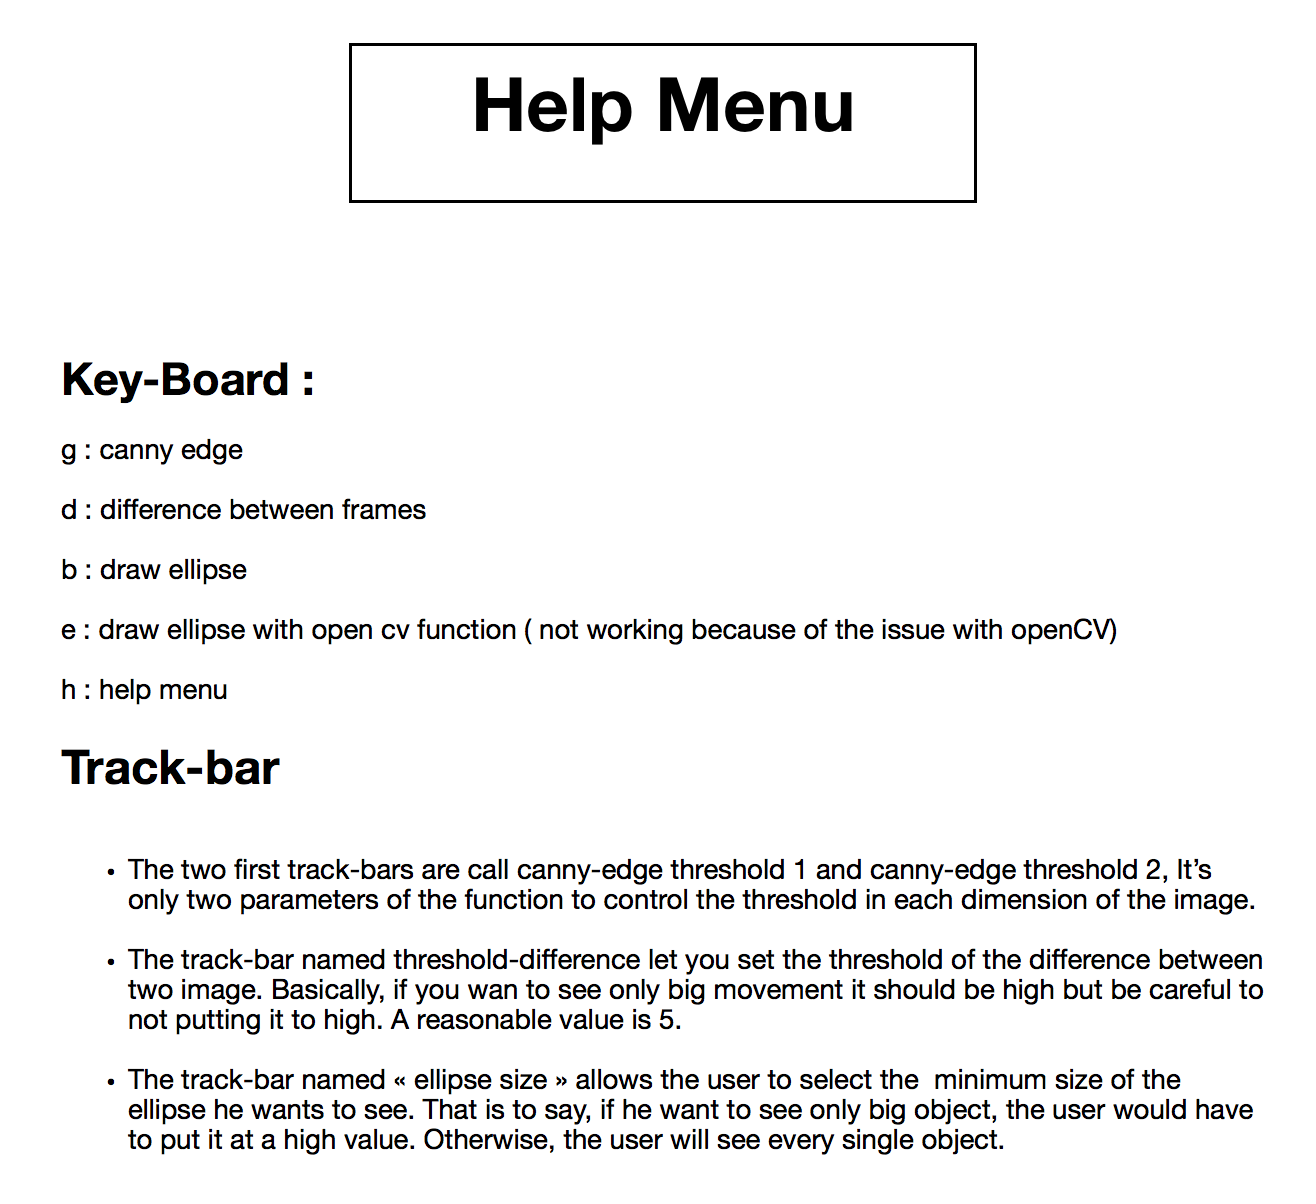 Help Menu
Key-Board :
g : canny edge
d : difference between frames
b : draw ellipse
e : draw ellipse with open cv function ( not working because of the issue with openCV)
h : help menu
Track-bar
• The two first track-bars are call canny-edge threshold 1 and canny-edge threshold 2, It’s
only two parameters of the function to control the threshold in each dimension of the image.
• The track-bar named threshold-difference let you set the threshold of the difference between
two image. Basically, if you wan to see only big movement it should be high but be careful to
not putting it to high. A reasonable value is 5.
• The track-bar named « ellipse size » allows the user to select the  minimum size of the
ellipse he wants to see. That is to say, if he want to see only big object, the user would have
to put it at a high value. Otherwise, the user will see every single object.